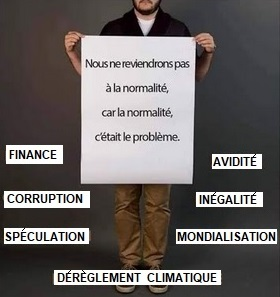 Nous ne reviendrons pas
à la normalité,
car la normalité,
c'était le problème.
FINANCE
AVIDITÉ
CORRUPTION
INÉGALITÉ
SPÉCULATION
MONDIALISATION
DÉRÈGLEMENT CLIMATIQUE